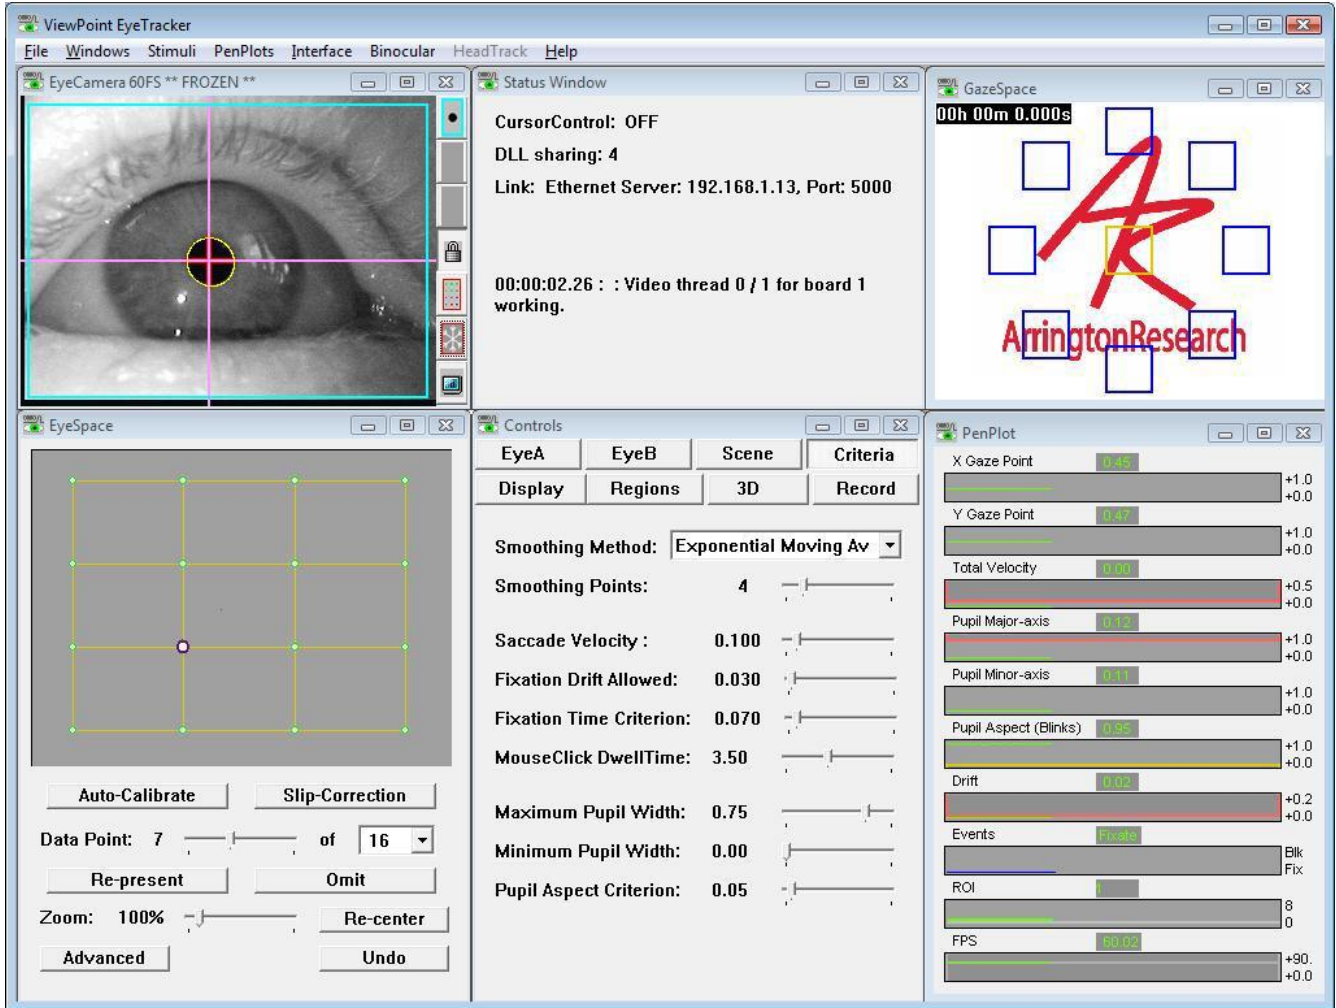 ViewPoint EyeTracker
File Windows Stimuli PenPlots Interface Binocular HeadTrack Help
EyeCamera 60FS ** FROZEN **
Status Window
CursorControl: OFF
DLL sharing: 4
Link: Ethernet Server: 192.168.1.13, Port: 5000
00:00:02.26 : : Video thread 0 / 1 for board 1
working.
GazeSpace
00h 00m 0.000s
ArringtonResearch
EyeSpace
Auto-Calibrate Slip-Correction
Data Point: 7 of 16
Re-present Omit
Zoom: 100% Re-center
Advanced Undo
Controls
EyeA EyeB Scene Criteria
Display Regions 3D Record
Smoothing Method: Exponential Moving Av
Smoothing Points: 4
Saccade Velocity : 0.100
Fixation Drift Allowed: 0.030
Fixation Time Criterion: 0.070
MouseClick DwellTime: 3.50
Maximum Pupil Width: 0.75
Minimum Pupil Width: 0.00
Pupil Aspect Criterion: 0.05
PenPlot
X Gaze Point 0.45
+1.0
+0.0
Y Gaze Point 0.47
+1.0
+0.0
Total Velocity 0.00
+0.5
+0.0
Pupil Major-axis 0.12
+1.0
+0.0
Pupil Minor-axis 0.11
+1.0
+0.0
Pupil Aspect (Blinks) 0.95
+1.0
+0.0
Drift 0.02
+0.2
+0.0
Events Fixate
Blk
Fix
ROI 1
8
0
FPS 60.02
+90.
+0.0